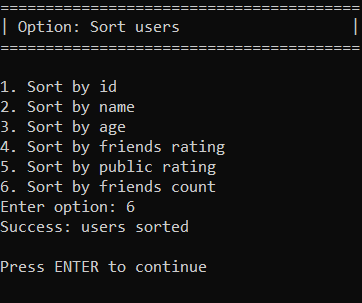 ========================================
| Option: Sort users                   |
========================================
1. Sort by id
2. Sort by name
3. Sort by age
4. Sort by friends rating
5. Sort by public rating
6. Sort by friends count
Enter option: 6
Success: users sorted
Press ENTER to continue